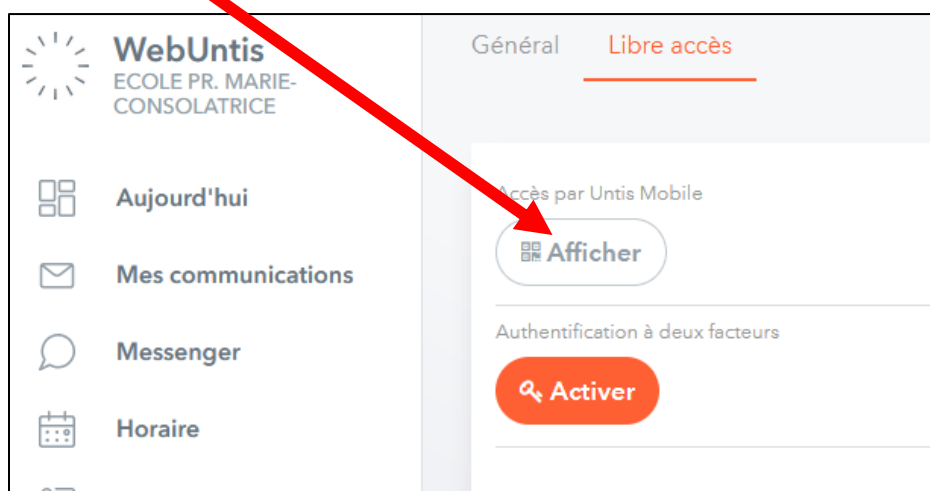 WebUntis
ECOLE PR. MARIE-
CONSOLATRICE
Aujourd'hui
Mes communications
Messenger
Horaire
Général
Libre accès
Accès par Untis Mobile
Afficher
Authentification à deux facteurs
Activer